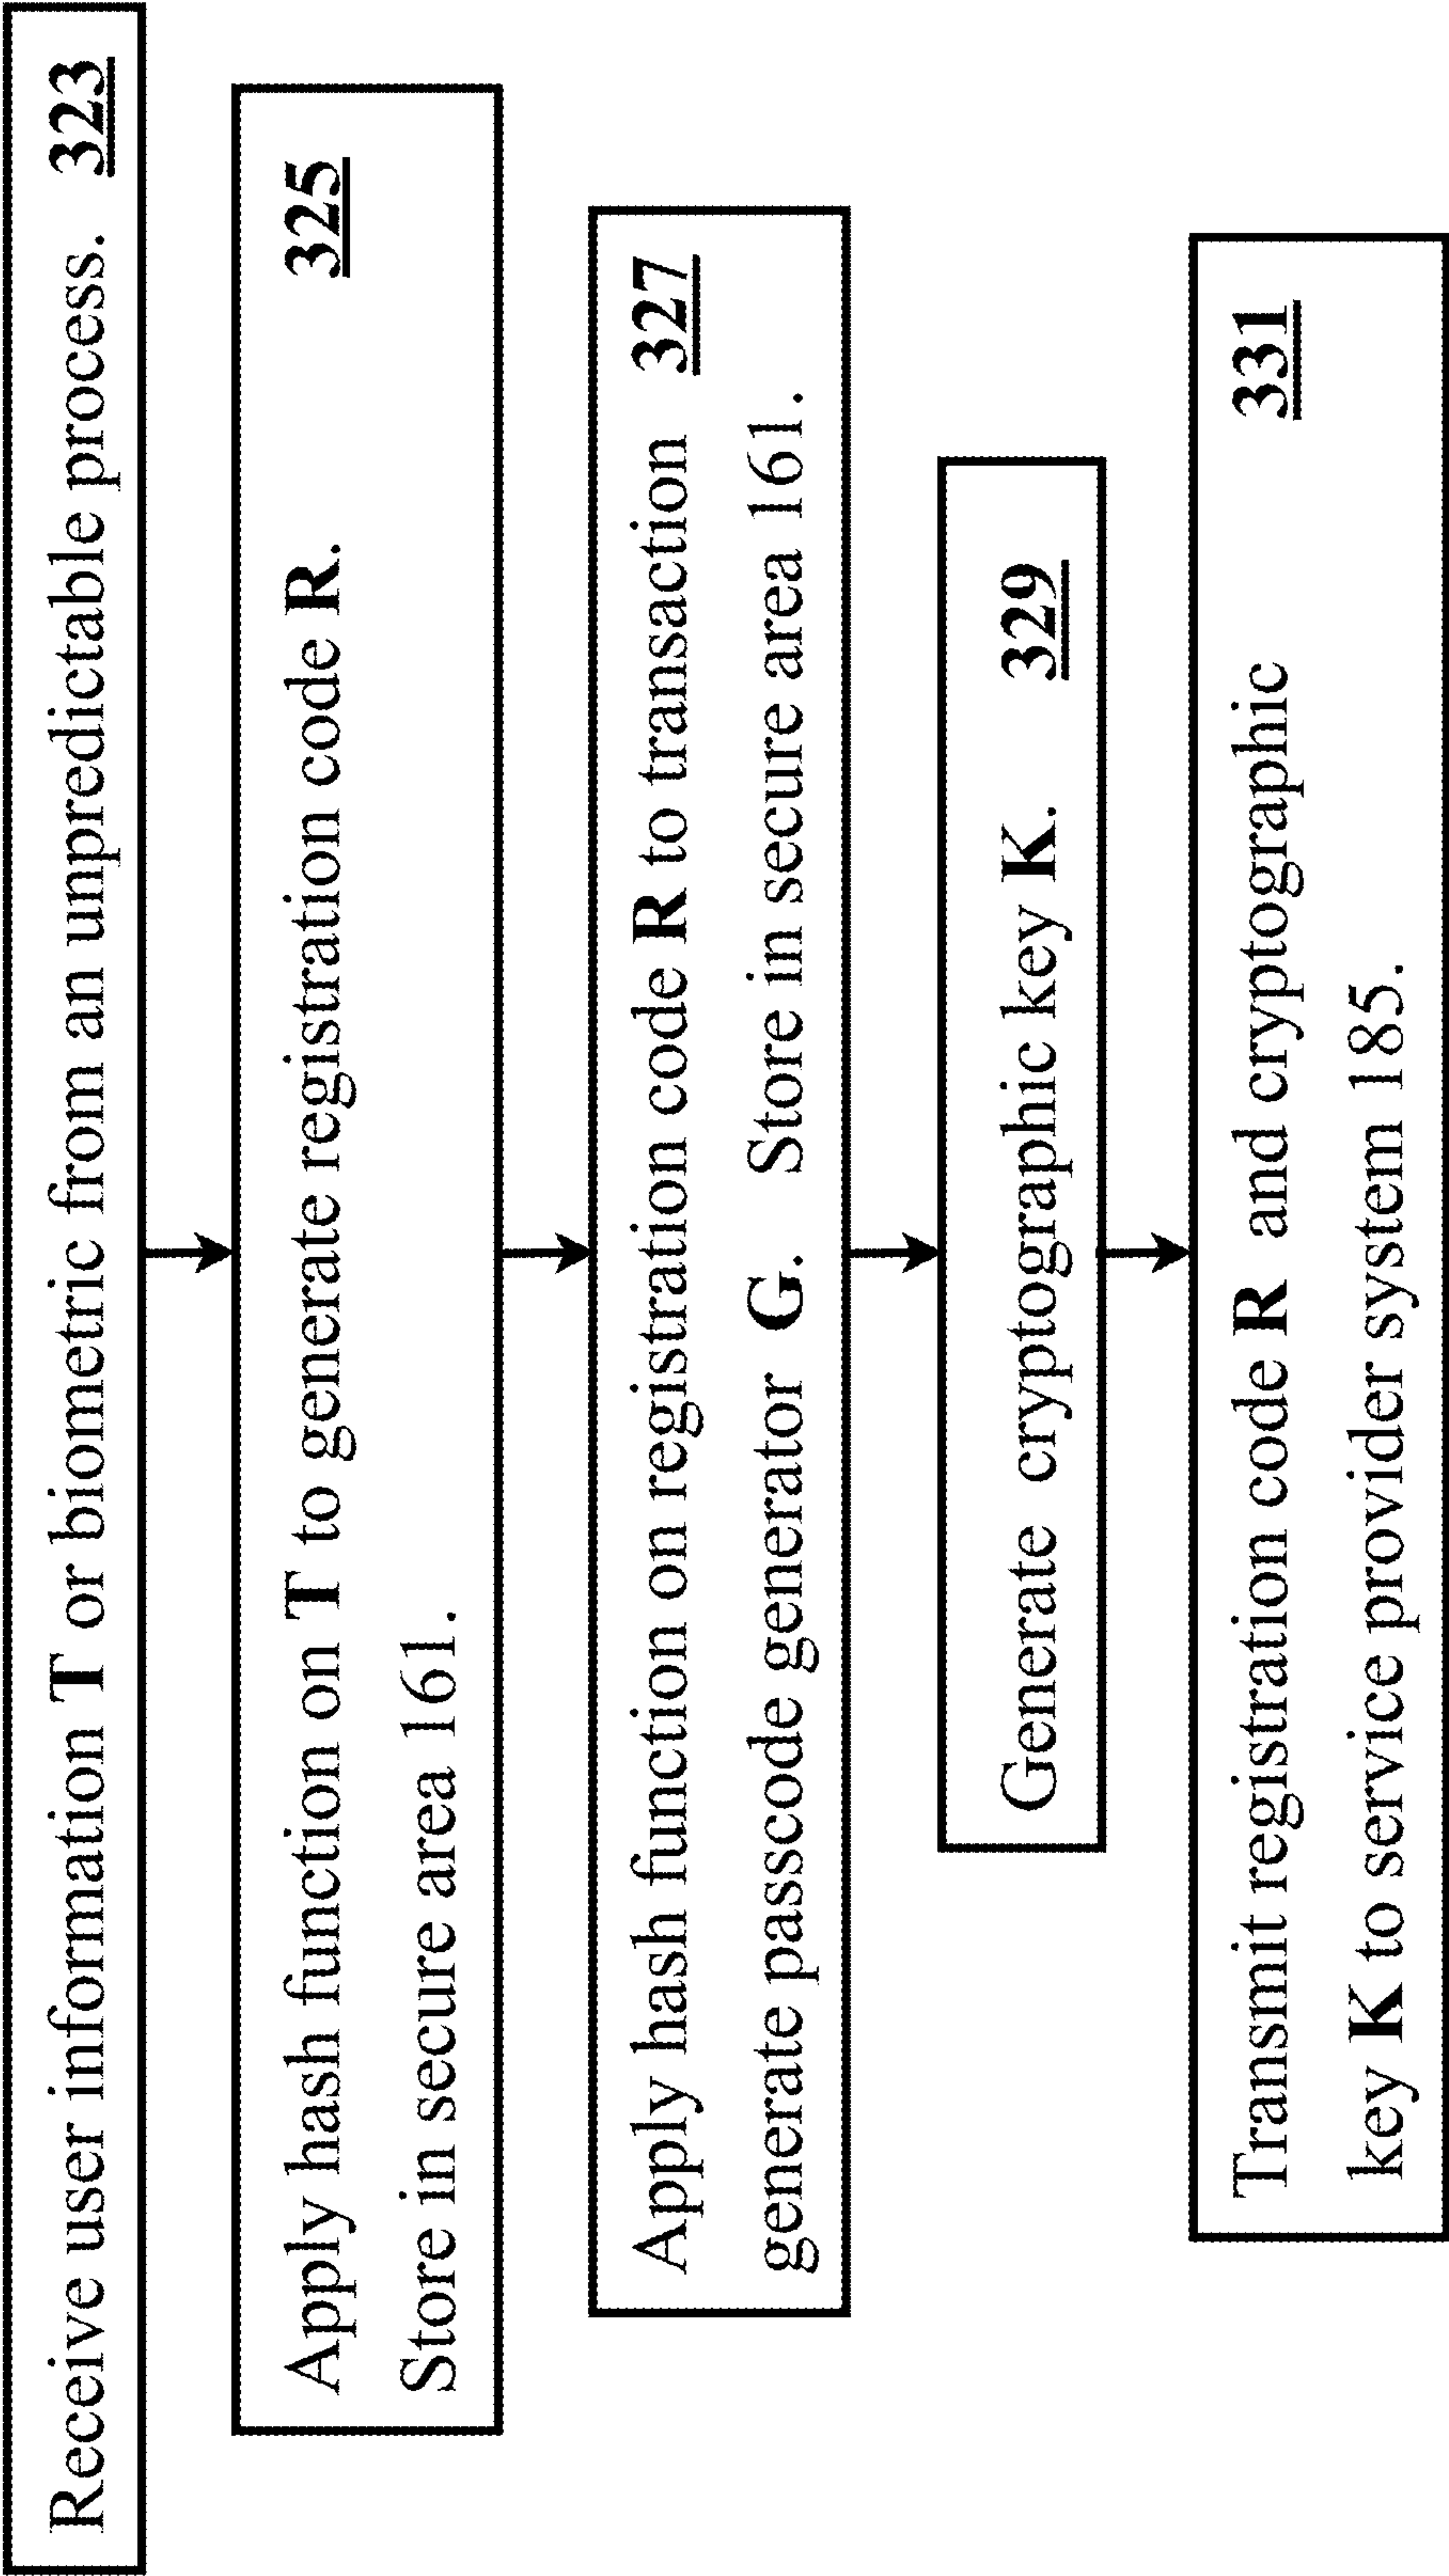 Receive user information T or biometric from an unpredictable process. 323
Apply hash function on T to generate registration code R. 325
Store in secure area 161.
Apply hash function on registration code R to transaction 327
generate passcode generator G. Store in secure area 161.
Generate cryptographic key K. 329
Transmit registration code R and cryptographic 331
key K to service provider system 185.